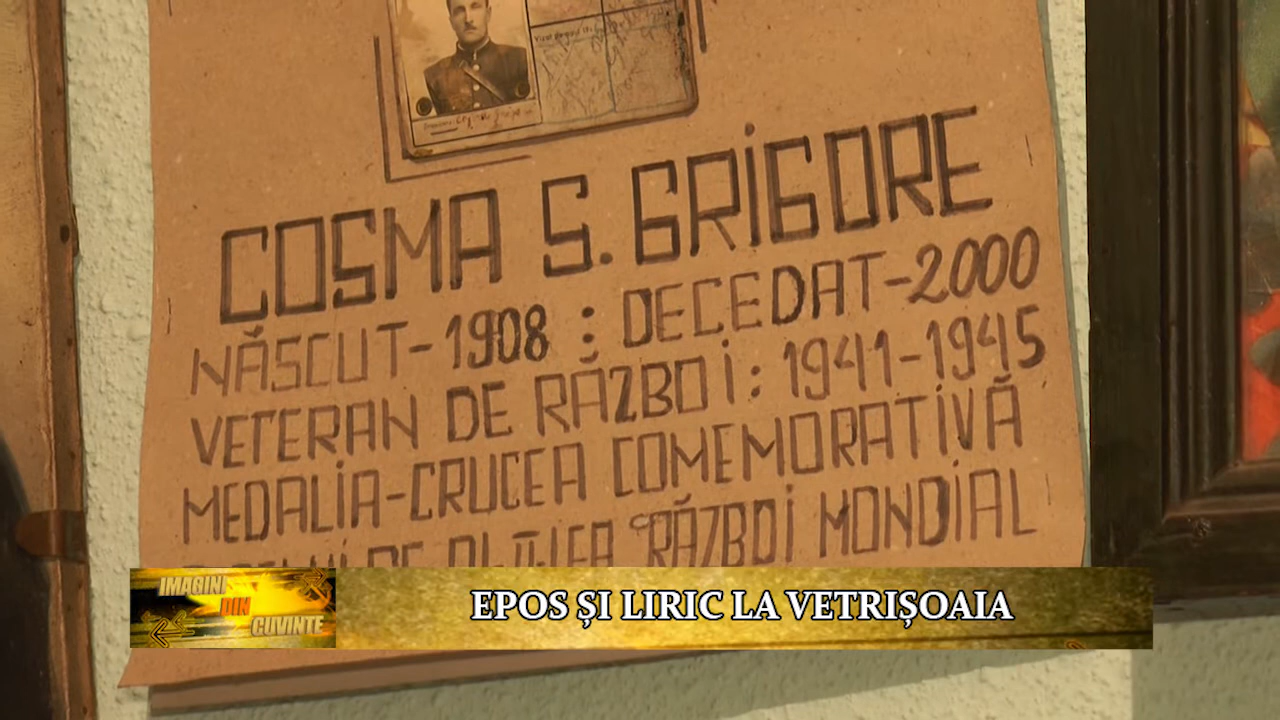 COSMA S. GRIGORE
NĂSCUT-1908 : DECEDAT-2000
VETERAN DE RĂZBOI: 1941-1945
MEDALIA-CRUCEA COMEMORATIVĂ
RĂZBOI MONDIAL
IMAGINI
DIN
CUVINTE
EPOS ȘI LIRIC LA VETRIȘOAIA